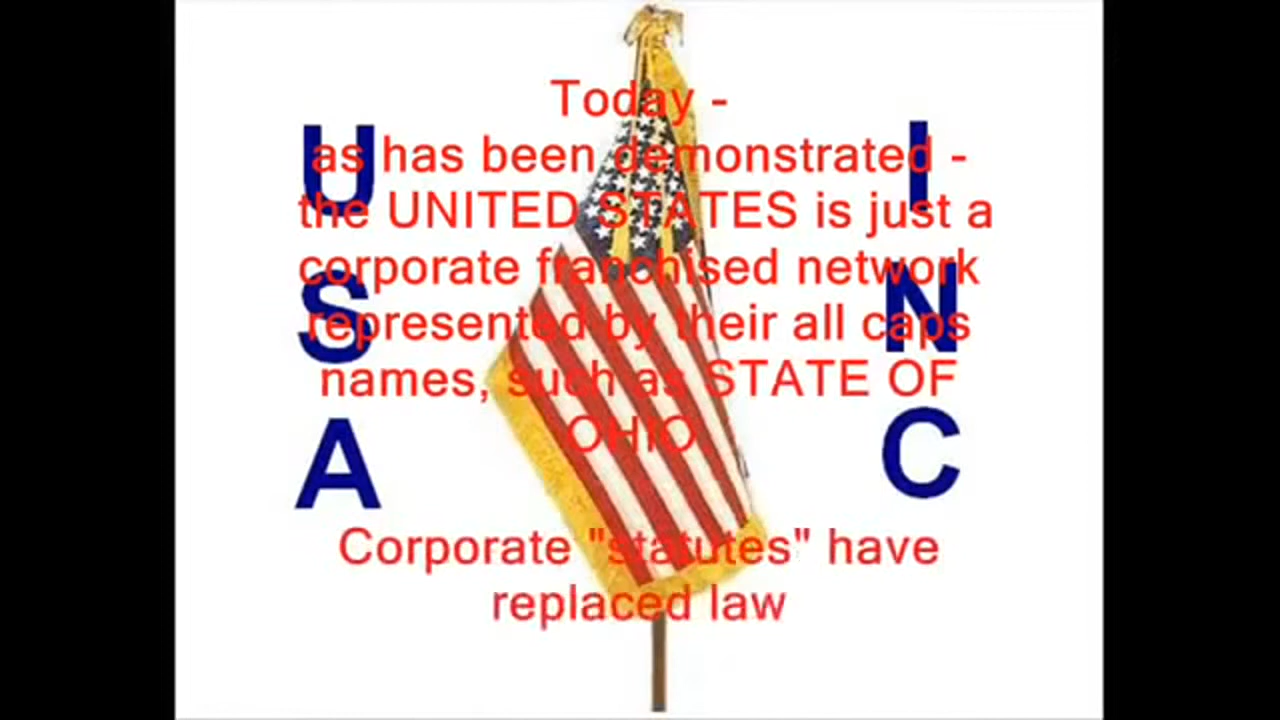 Today -
as has been demonstrated -
the UNITED STATES is just a
corporate franchised network
represented by their all caps
names, such as STATE OF
OHIO
Corporate "statutes" have
replaced law
U
S
A
I
N
C